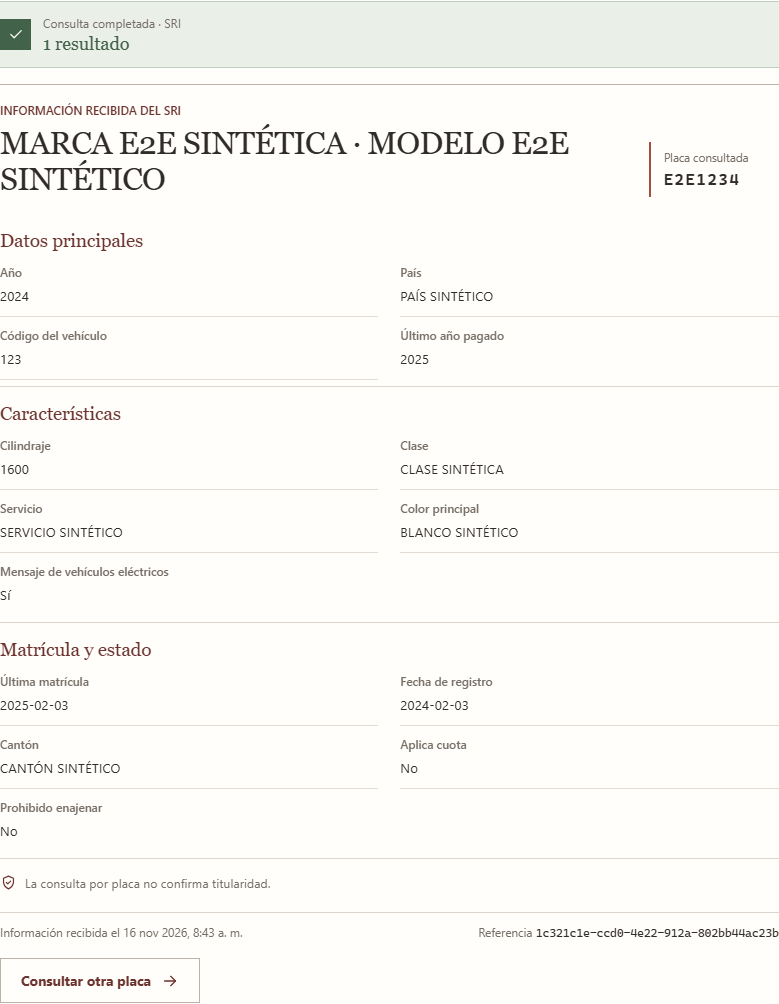 Consulta completada · SRI
1 resultado
INFORMACIÓN RECIBIDA DEL SRI
MARCA E2E SINTÉTICA · MODELO E2E
SINTÉTICO
Placa consultada
E2E1234
Datos principales
Año
2024
País
PAÍS SINTÉTICO
Código del vehículo
123
Último año pagado
2025
Características
Cilindraje
1600
Clase
CLASE SINTÉTICA
Servicio
SERVICIO SINTÉTICO
Color principal
BLANCO SINTÉTICO
Mensaje de vehículos eléctricos
Sí
Matrícula y estado
Última matrícula
2025-02-03
Fecha de registro
2024-02-03
Cantón
CANTÓN SINTÉTICO
Aplica cuota
No
Prohibido enajenar
No
La consulta por placa no confirma titularidad.
Información recibida el 16 nov 2026, 8:43 a. m.
Referencia 1c321c1e-ccd0-4e22-912a-802bb44ac23b
Consultar otra placa →